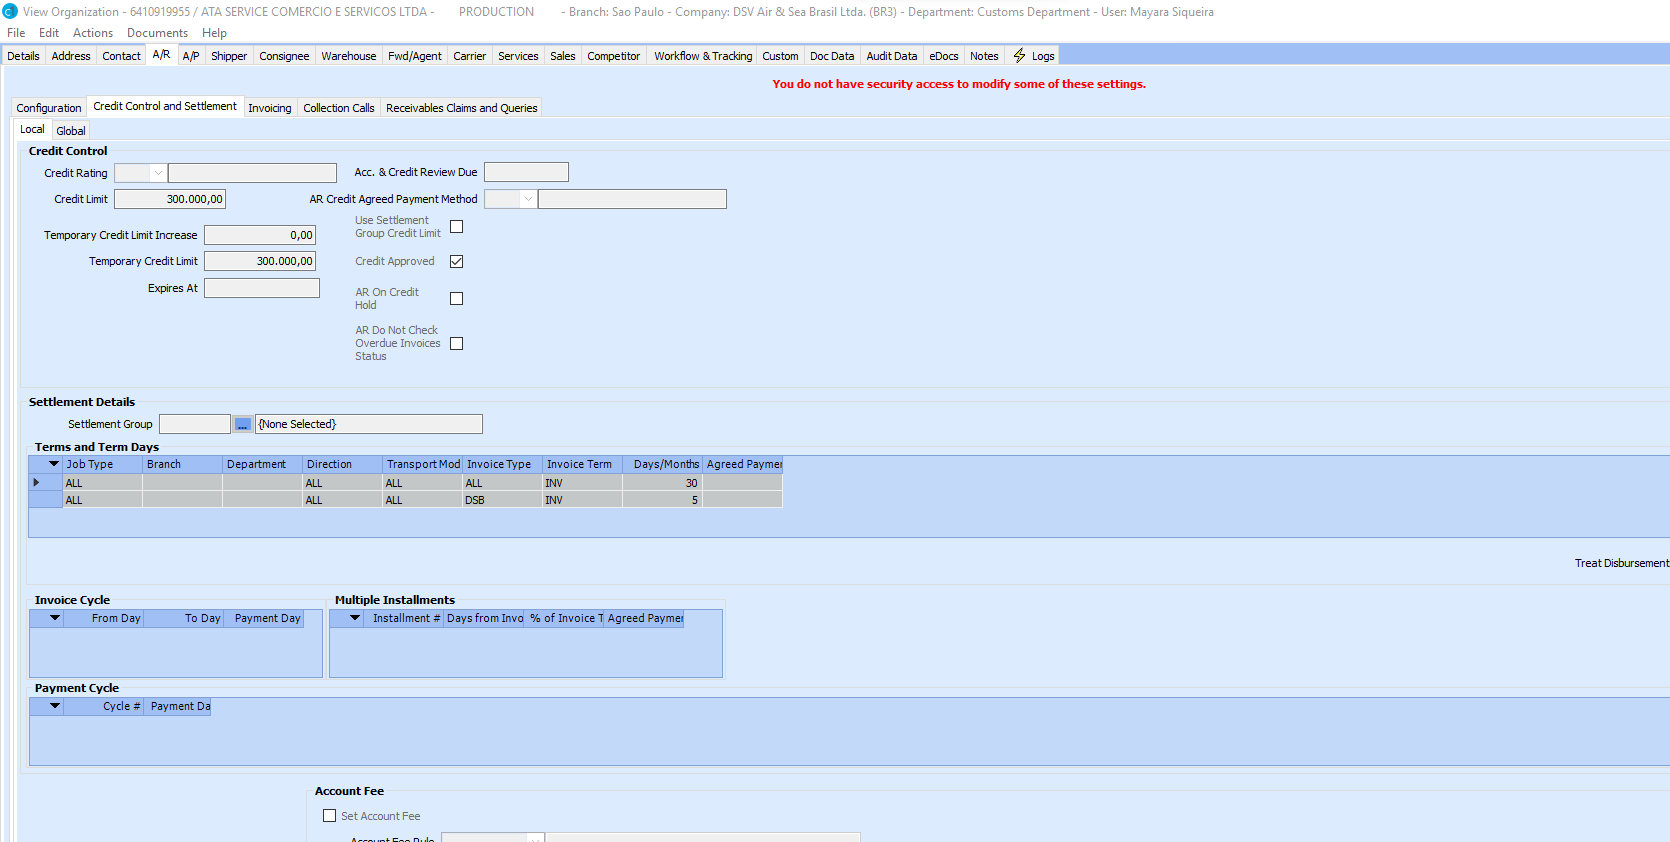 View Organization - 6410919955 / ATA SERVICE COMERCIO E SERVICOS LTDA - PRODUCTION - Branch: Sao Paulo - Company: DSV Air & Sea Brasil Ltda. (BR3) - Department: Customs Department - User: Mayara Siqueira
File Edit Actions Documents Help
Details Address Contact A/R A/P Shipper Consignee Warehouse Fwd/Agent Carrier Services Sales Competitor Workflow & Tracking Custom Doc Data Audit Data eDocs Notes Logs
You do not have security access to modify some of these settings.
Configuration Credit Control and Settlement Invoicing Collection Calls Receivables Claims and Queries
Local Global
Credit Control
Credit Rating Acc. & Credit Review Due
Credit Limit 300.000,00 AR Credit Agreed Payment Method
Use Settlement
Group Credit Limit
Temporary Credit Limit Increase 0,00
Temporary Credit Limit 300.000,00 Credit Approved
Expires At
AR On Credit
Hold
AR Do Not Check
Overdue Invoices
Status
Settlement Details
Settlement Group ... {None Selected}
Terms and Term Days
Job Type Branch Department Direction Transport Mod Invoice Type Invoice Term Days/Months Agreed Paymer
ALL ALL ALL ALL INV 30
ALL ALL ALL DSB INV 5
Treat Disbursement
Invoice Cycle Multiple Installments
From Day To Day Payment Day Installment # Days from Invo % of Invoice T Agreed Paymer
Payment Cycle
Cycle # Payment Da
Account Fee
Set Account Fee
Account Fee Rule